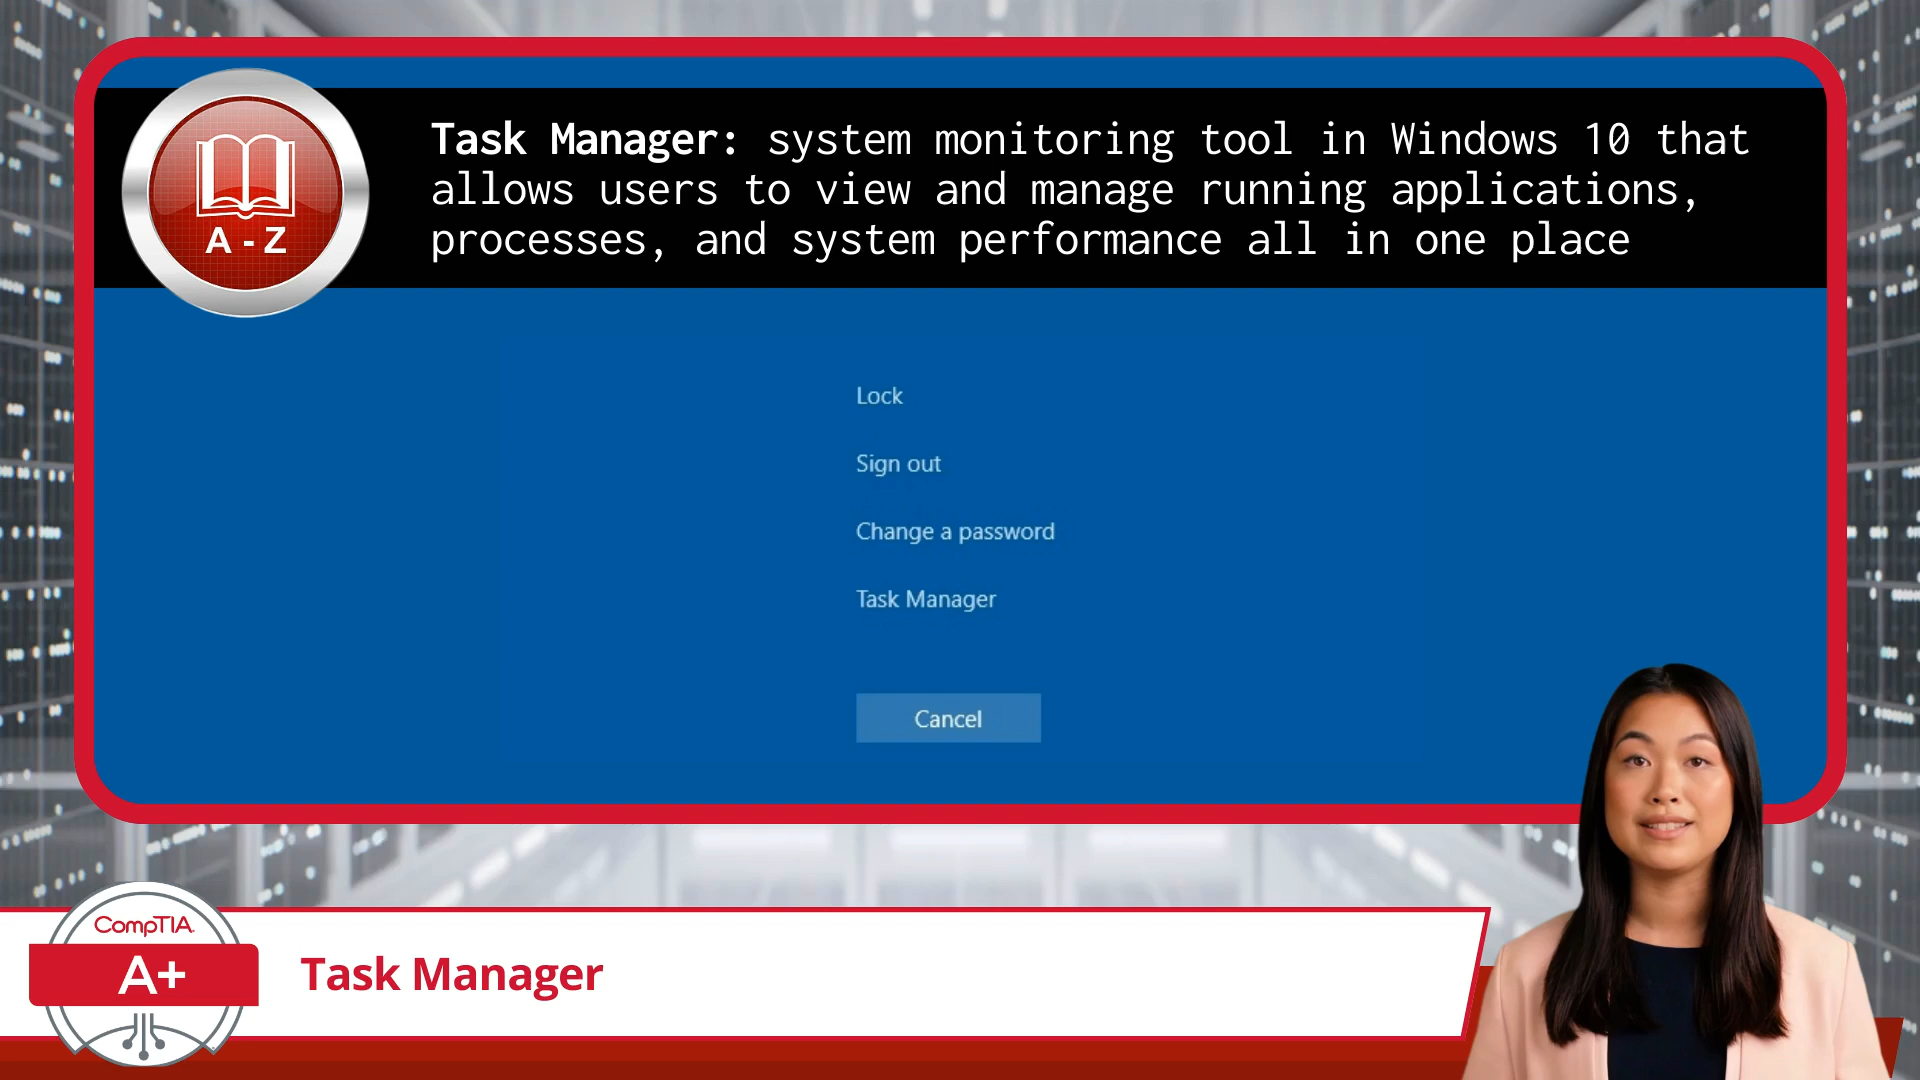 Task Manager: system monitoring tool in Windows 10 that
allows users to view and manage running applications,
processes, and system performance all in one place
A - Z
Lock
Sign out
Change a password
Task Manager
Cancel
CompTIA.
A+
Task Manager